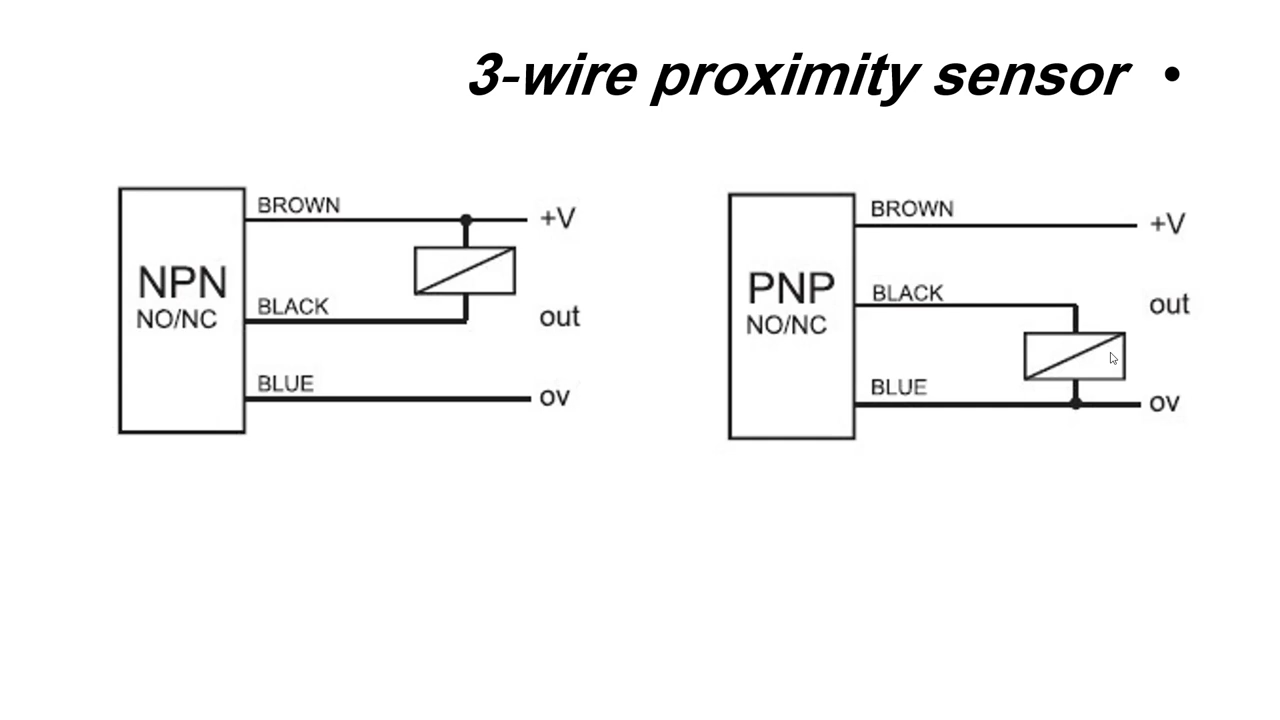 3-wire proximity sensor •
BROWN
+V
NPN
NO/NC
BLACK
out
BLUE
ov
BROWN
+V
PNP
NO/NC
BLACK
out
BLUE
ov